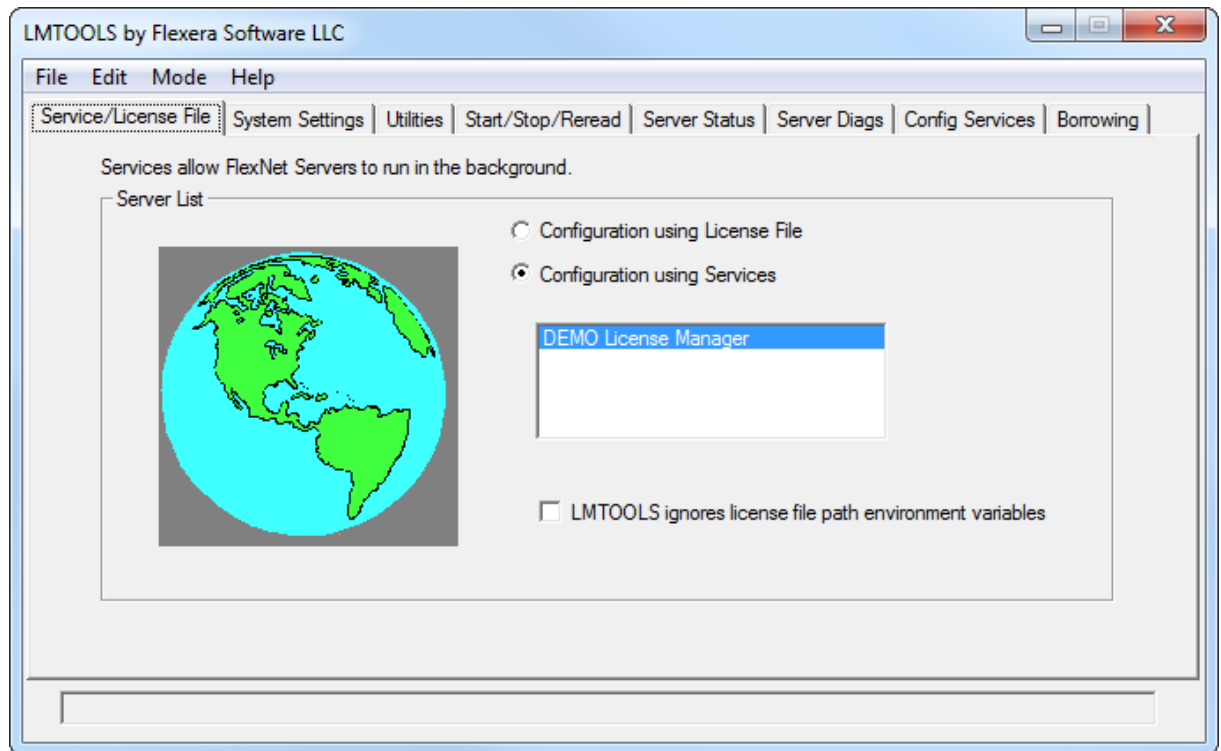 LMTOOLS by Flexera Software LLC
File Edit Mode Help
Service/License File System Settings Utilities Start/Stop/Reread Server Status Server Diags Config Services Borrowing
Services allow FlexNet Servers to run in the background.
Server List
Configuration using License File
Configuration using Services
DEMO License Manager
LMTOOLS ignores license file path environment variables